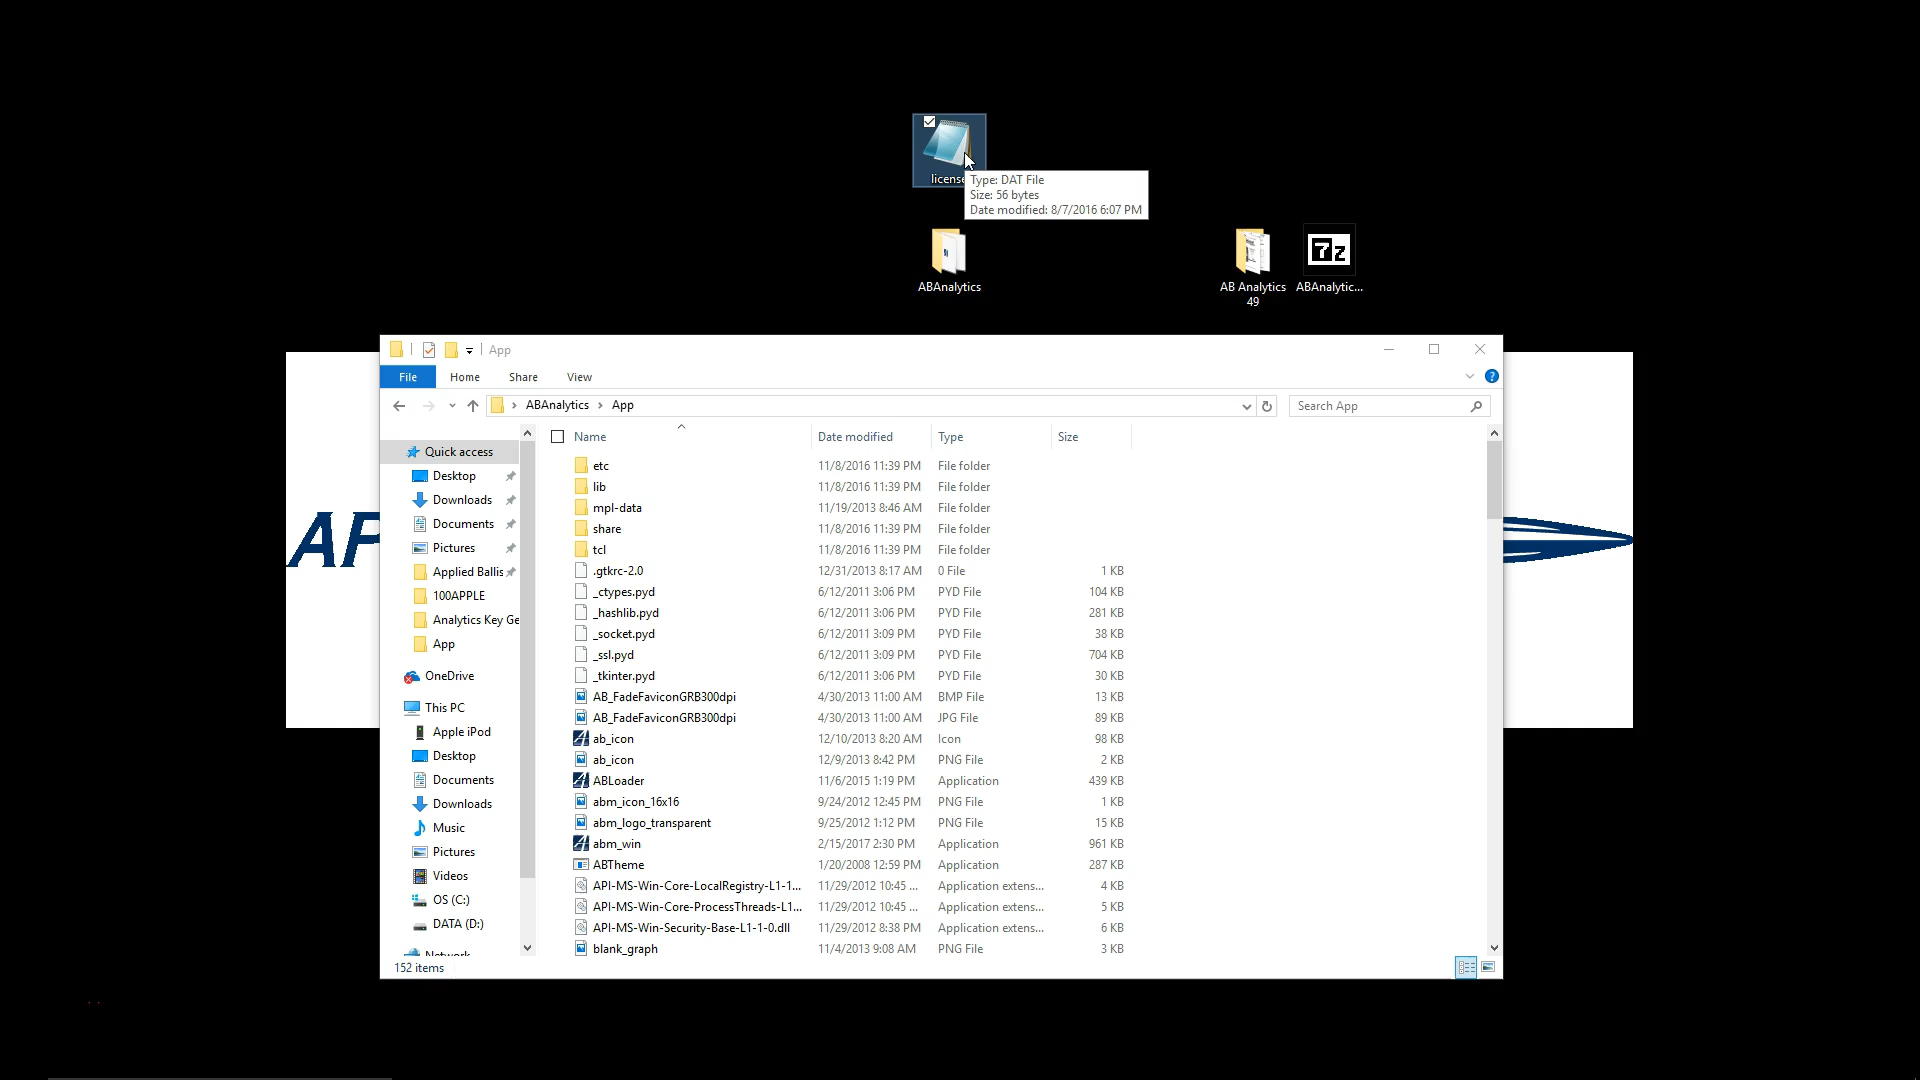 license
Type: DAT File
Size: 56 bytes
Date modified: 8/7/2016 6:07 PM
ABAnalytics
AB Analytics
49
7z
ABAnalytic...
App
File Home Share View
ABAnalytics > App
Search App
Quick access
Desktop
Downloads
Documents
Pictures
Applied Ballis
100APPLE
Analytics Key Ge
App
OneDrive
This PC
Apple iPod
Desktop
Documents
Downloads
Music
Pictures
Videos
OS (C:)
DATA (D:)
Network
Name Date modified Type Size
etc 11/8/2016 11:39 PM File folder
lib 11/8/2016 11:39 PM File folder
mpl-data 11/19/2013 8:46 AM File folder
share 11/8/2016 11:39 PM File folder
tcl 11/8/2016 11:39 PM File folder
.gtkrc-2.0 12/31/2013 8:17 AM 0 File 1 KB
_ctypes.pyd 6/12/2011 3:06 PM PYD File 104 KB
_hashlib.pyd 6/12/2011 3:06 PM PYD File 281 KB
_socket.pyd 6/12/2011 3:09 PM PYD File 38 KB
_ssl.pyd 6/12/2011 3:09 PM PYD File 704 KB
_tkinter.pyd 6/12/2011 3:06 PM PYD File 30 KB
AB_FadeFaviconGRB300dpi 4/30/2013 11:00 AM BMP File 13 KB
AB_FadeFaviconGRB300dpi 4/30/2013 11:00 AM JPG File 89 KB
ab_icon 12/10/2013 8:20 AM Icon 98 KB
ab_icon 12/9/2013 8:42 PM PNG File 2 KB
ABLoader 11/6/2015 1:19 PM Application 439 KB
abm_icon_16x16 9/24/2012 12:45 PM PNG File 1 KB
abm_logo_transparent 9/25/2012 1:12 PM PNG File 15 KB
abm_win 2/15/2017 2:30 PM Application 961 KB
ABTheme 1/20/2008 12:59 PM Application 287 KB
API-MS-Win-Core-LocalRegistry-L1-1... 11/29/2012 10:45 ... Application extens... 4 KB
API-MS-Win-Core-ProcessThreads-L1... 11/29/2012 10:45 ... Application extens... 5 KB
API-MS-Win-Security-Base-L1-1-0.dll 11/29/2012 8:38 PM Application extens... 6 KB
blank_graph 11/4/2013 9:08 AM PNG File 3 KB
152 items